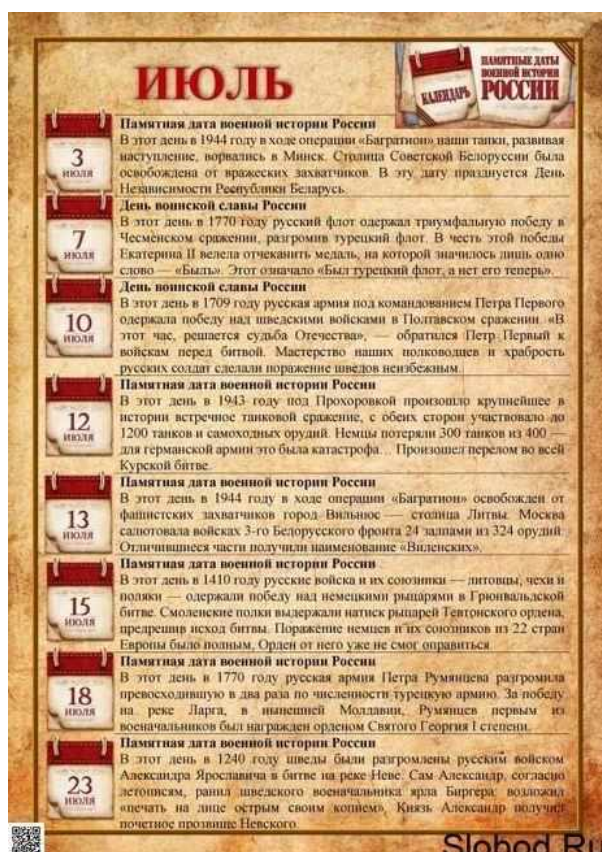 ИЮЛЬ
КАЛЕНДАРЬ
ПАМЯТНЫЕ ДАТЫ
ВОЕННОЙ ИСТОРИИ
РОССИИ
3
ИЮЛЯ
Памятная дата военной истории России
В этот день в 1944 году в ходе операции «Багратион» наши танки, развивая
наступление, ворвались в Минск. Столица Советской Белоруссии была
освобождена от вражеских захватчиков. В эту дату празднуется День
Независимости Республики Беларусь.
7
ИЮЛЯ
День воинской славы России
В этот день в 1770 году русский флот одержал триумфальную победу в
Чесменском сражении, разгромив турецкий флот. В честь этой победы
Екатерина II велела отчеканить медаль, на которой значилось лишь одно
слово — «Былъ». Этот означало «Был турецкий флот, а нет его теперь».
10
ИЮЛЯ
День воинской славы России
В этот день в 1709 году русская армия под командованием Петра Первого
одержала победу над шведскими войсками в Полтавском сражении. «В
этот час, решается судьба Отечества», — обратился Петр Первый к
войскам перед битвой. Мастерство наших полководцев и храбрость
русских солдат сделали поражение шведов неизбежным.
12
ИЮЛЯ
Памятная дата военной истории России
В этот день в 1943 году под Прохоровкой произошло крупнейшее в
истории встречное танковой сражение, с обеих сторон участвовало до
1200 танков и самоходных орудий. Немцы потеряли 300 танков из 400 —
для германской армии это была катастрофа… Произошел перелом во всей
Курской битве.
13
ИЮЛЯ
Памятная дата военной истории России
В этот день в 1944 году в ходе операции «Багратион» освобожден от
фашистских захватчиков город Вильнюс — столица Литвы. Москва
салютовала войсках 3-го Белорусского фронта 24 залпами из 324 орудий.
Отличившиеся части получили наименование «Виленских».
15
ИЮЛЯ
Памятная дата военной истории России
В этот день в 1410 году русские войска и их союзники — литовцы, чехи и
поляки — одержали победу над немецкими рыцарями в Грюнвальдской
битве. Смоленские полки выдержали натиск рыцарей Тевтонского ордена,
предрешив исход битвы. Поражение немцев и их союзников из 22 стран
Европы было полным, Орден от него уже не смог оправиться.
18
ИЮЛЯ
Памятная дата военной истории России
В этот день в 1770 году русская армия Петра Румянцева разгромила
превосходившую в два раза по численности турецкую армию. За победу
на реке Ларга, в нынешней Молдавии, Румянцев первым из
военачальников был награжден орденом Святого Георгия I степени.
23
ИЮЛЯ
Памятная дата военной истории России
В этот день в 1240 году шведы были разгромлены русским войском
Александра Ярославича в битве на реке Неве. Сам Александр, согласно
летописям, ранил шведского военачальника ярла Биргера: возложил
«печать на лице острым своим копием». Князь Александр получил
почетное прозвище Невского.
Slobod.Ru